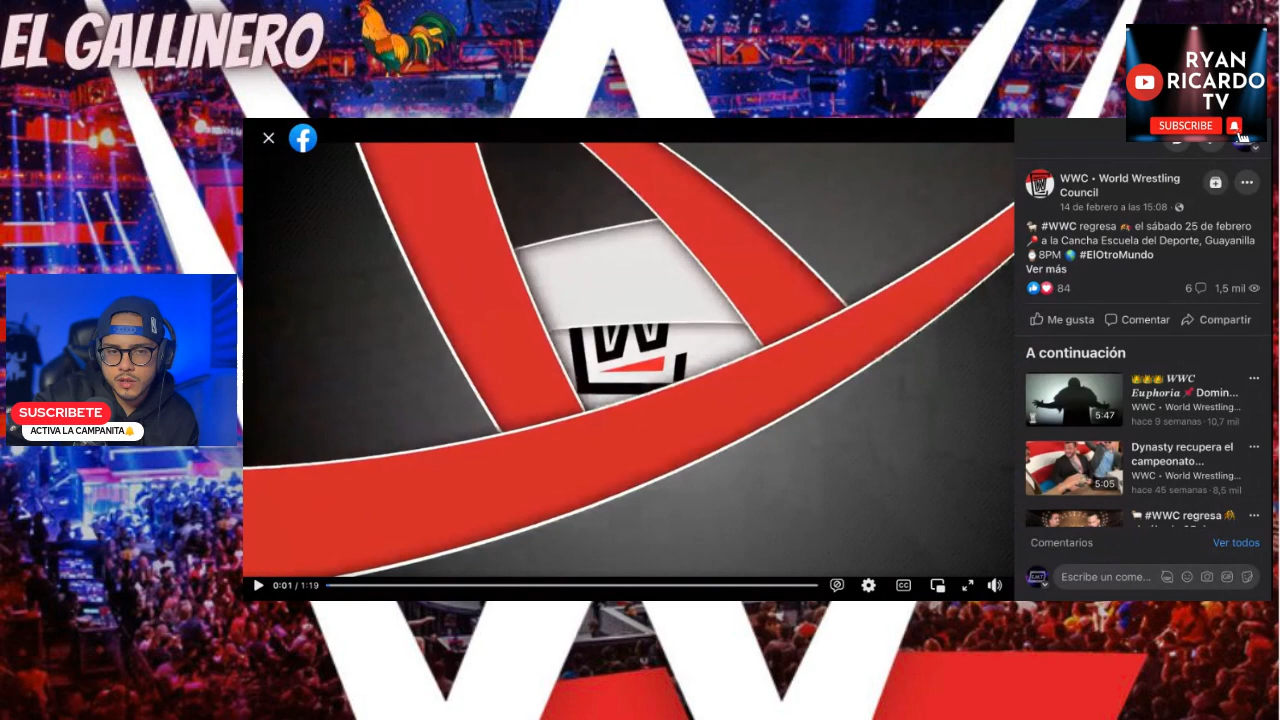 EL GALLINERO
RYAN
RICARDO
TV
SUBSCRIBE
WWC • World Wrestling
Council
14 de febrero a las 15:08 ·
#WWC regresa el sábado 25 de febrero
a la Cancha Escuela del Deporte, Guayanilla
8PM #ElOtroMundo
Ver más
84
6
1,5 mil
Me gusta
Comentar
Compartir
A continuación
WWC
Euphoria Domin...
WWC • World Wrestling...
hace 9 semanas · 10,7 mil
5:47
Dynasty recupera el
campeonato...
WWC • World Wrestling...
hace 45 semanas · 8,5 mil
5:05
#WWC regresa
Comentarios
Ver todos
Escribe un come...
W
SUSCRIBETE
ACTIVA LA CAMPANITA
0:01 / 1:19
CC